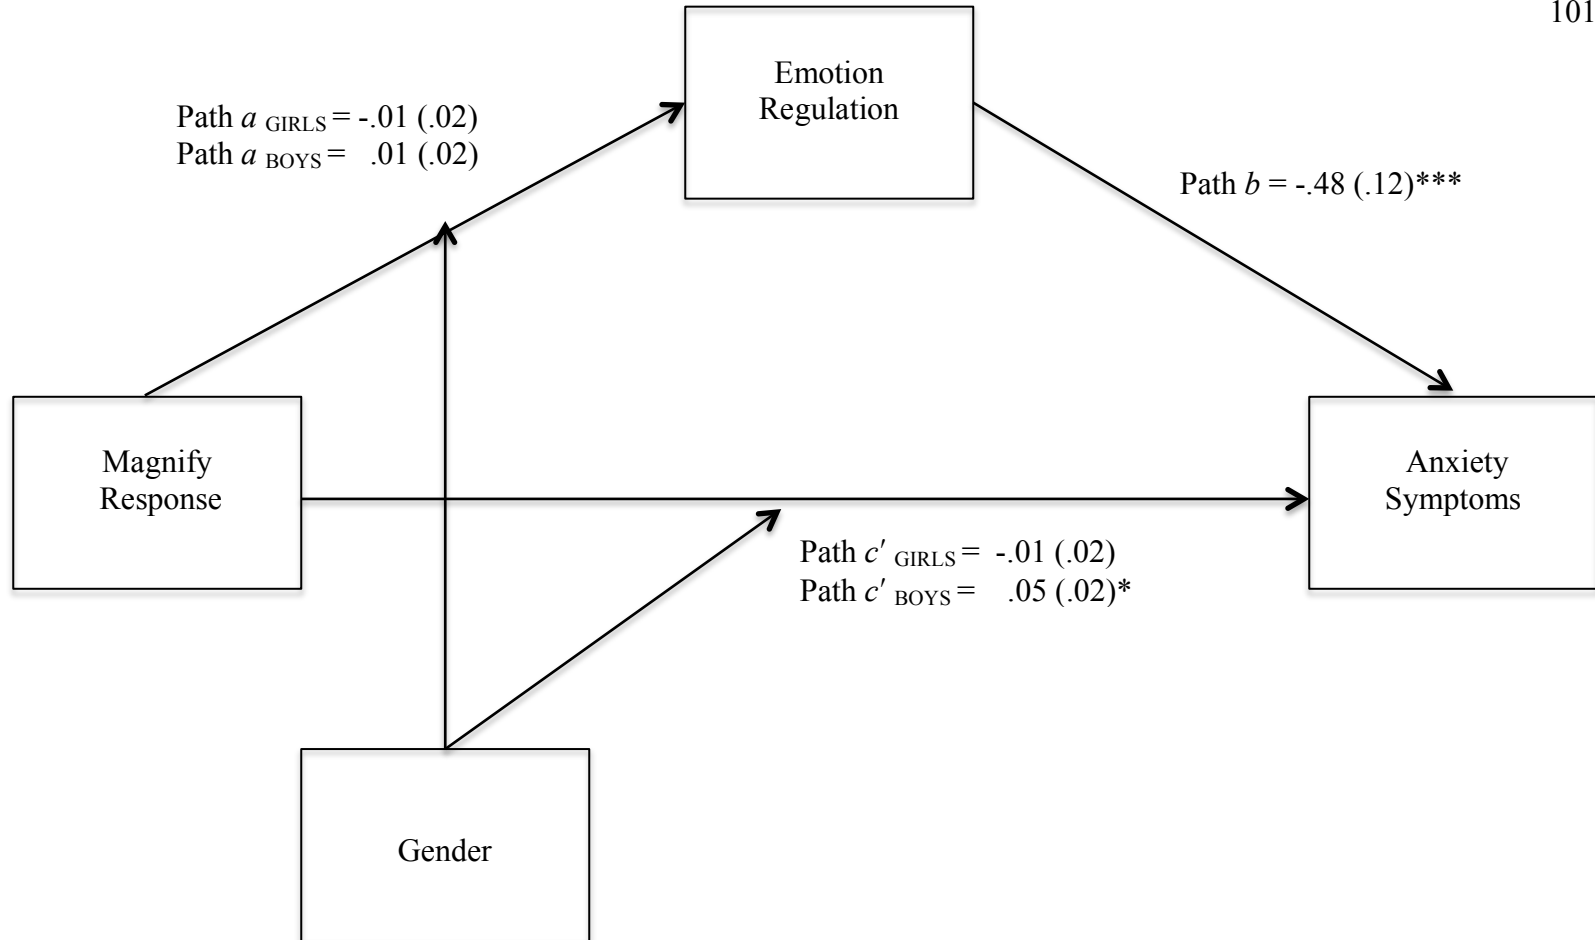 101
Emotion
Regulation
Path a GIRLS = -.01 (.02)
Path a BOYS = .01 (.02)
Path b = -.48 (.12)***
Magnify
Response
Anxiety
Symptoms
Path c′ GIRLS = -.01 (.02)
Path c′ BOYS = .05 (.02)*
Gender